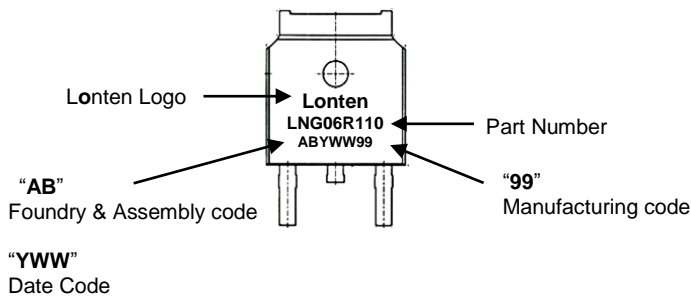 Lonten Logo
Lonten
LNG06R110
ABYWW99
Part Number
“AB”
Foundry & Assembly code
“99”
Manufacturing code
“YWW”
Date Code